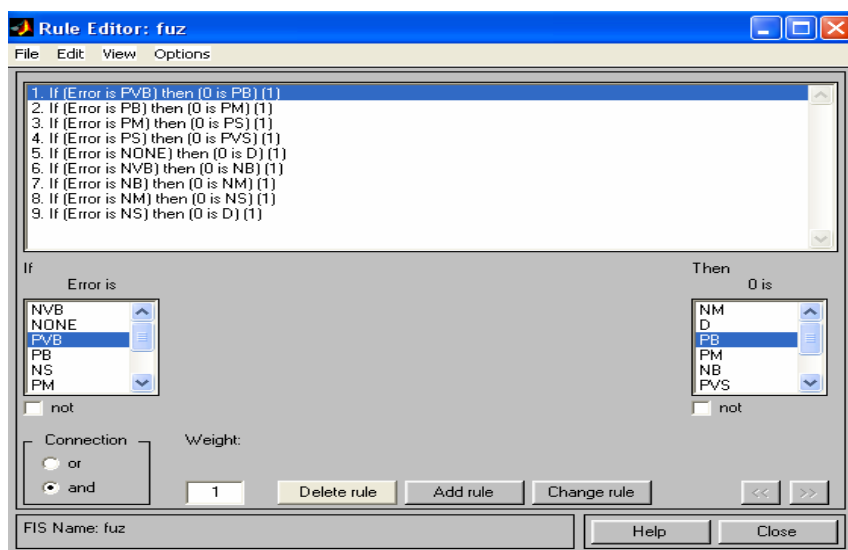 Rule Editor: fuz
File Edit View Options
1. If (Error is PVB) then (0 is PB) (1)
2. If (Error is PB) then (0 is PM) (1)
3. If (Error is PM) then (0 is PS) (1)
4. If (Error is PS) then (0 is PVS) (1)
5. If (Error is NONE) then (0 is D) (1)
6. If (Error is NVB) then (0 is NB) (1)
7. If (Error is NB) then (0 is NM) (1)
8. If (Error is NM) then (0 is NS) (1)
9. If (Error is NS) then (0 is D) (1)
If
Error is
NVB
NONE
PVB
PB
NS
PM
not
Then
0 is
NM
D
PB
PM
NB
PVS
not
Connection
or
and
Weight:
1
Delete rule
Add rule
Change rule
<<
>>
FIS Name: fuz
Help
Close